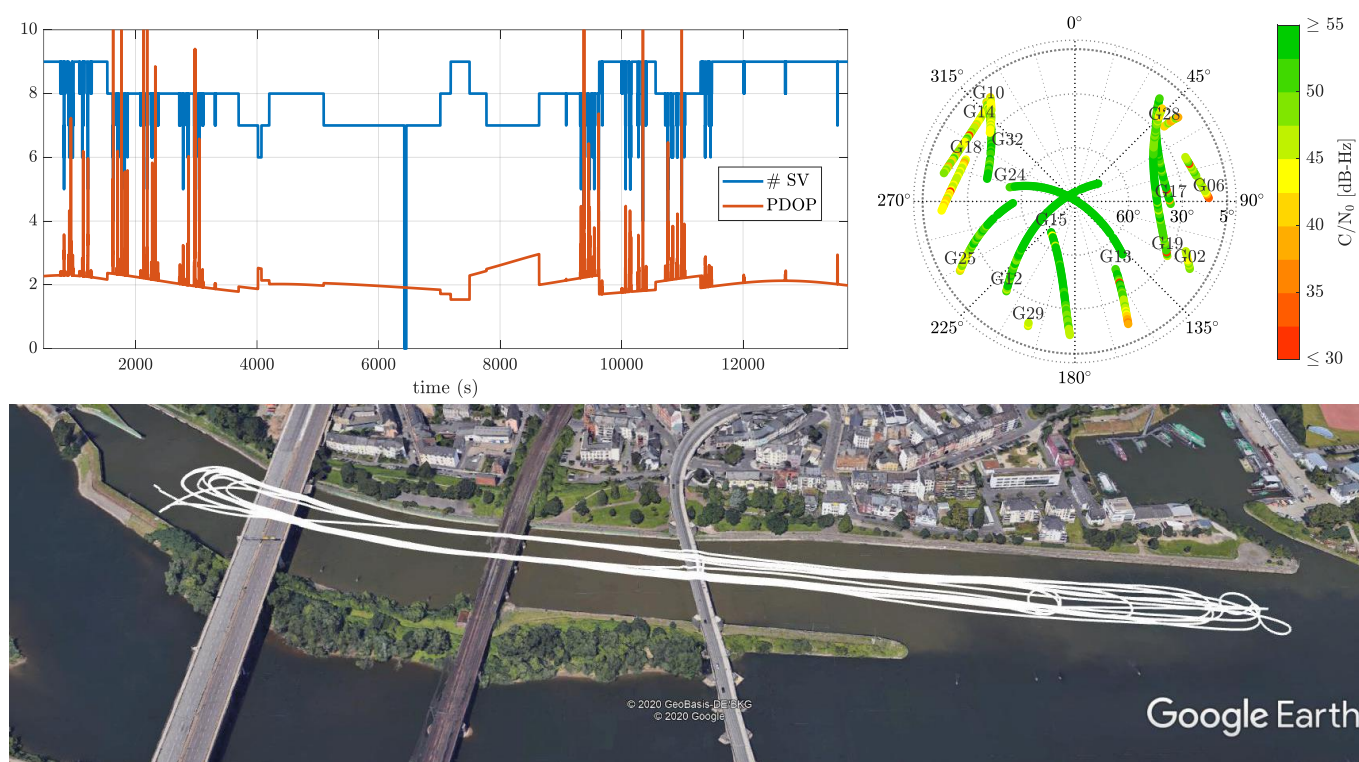 10
8
6
4
2
0
2000 4000 6000 8000 10000 12000
time (s)
# SV
PDOP
0°
45°
90°
135°
180°
225°
270°
315°
60° 30° 5°
G10
G14
G18
G32
G24
G28
G17
G06
G15
G19
G02
G25
G12
G13
G29
≥ 55
50
45
40
35
≤ 30
C/N₀ [dB-Hz]
© 2020 GeoBasis-DE/BKG
© 2020 Google
Google Earth